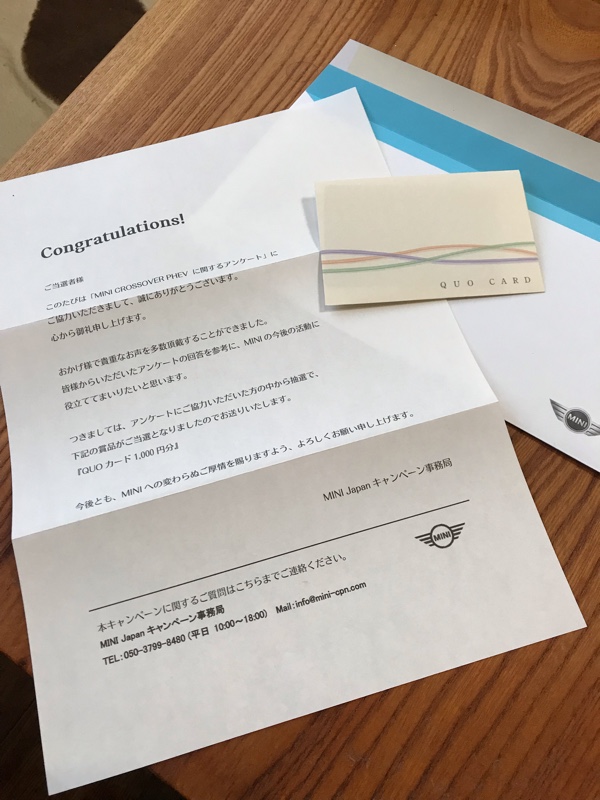 Congratulations!
ご当選者様
このたびは「MINI CROSSOVER PHEV に関するアンケート」に
ご協力いただきまして、誠にありがとうございます。
心から御礼申し上げます。
おかげ様で貴重なお声を多数頂戴することができました。
皆様からいただいたアンケートの回答を参考に、MINIの今後の活動に
役立ててまいりたいと思います。
つきましては、アンケートにご協力いただいた方の中から抽選で、
下記の賞品がご当選となりましたのでお送りいたします。
『QUOカード 1,000円分』
今後とも、MINIへの変わらぬご厚情を賜りますよう、よろしくお願い申し上げます。
MINI Japan キャンペーン事務局
MINI
本キャンペーンに関するご質問はこちらまでご連絡ください。
MINI Japan キャンペーン事務局
TEL:050-3799-8480(平日 10:00～18:00) Mail:info@mini-cpn.com
QUO CARD
MINI